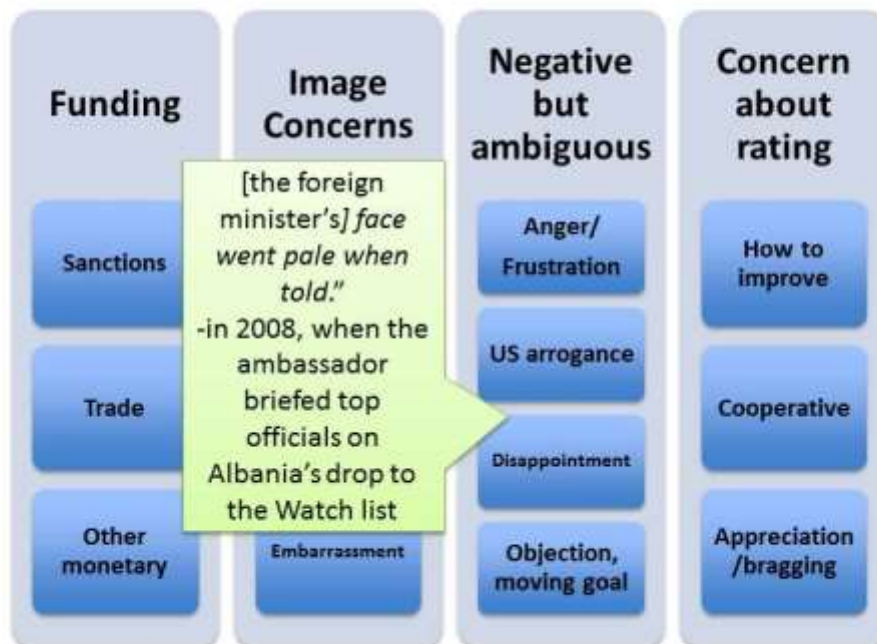 Funding
Sanctions
Trade
Other
monetary
Image
Concerns
[the foreign
minister's] face
went pale when
told."
-in 2008, when the
ambassador
briefed top
officials on
Albania's drop to
the Watch list
Embarrassment
Negative
but
ambiguous
Anger/
Frustration
US arrogance
Disappointment
Objection,
moving goal
Concern
about
rating
How to
improve
Cooperative
Appreciation
/bragging